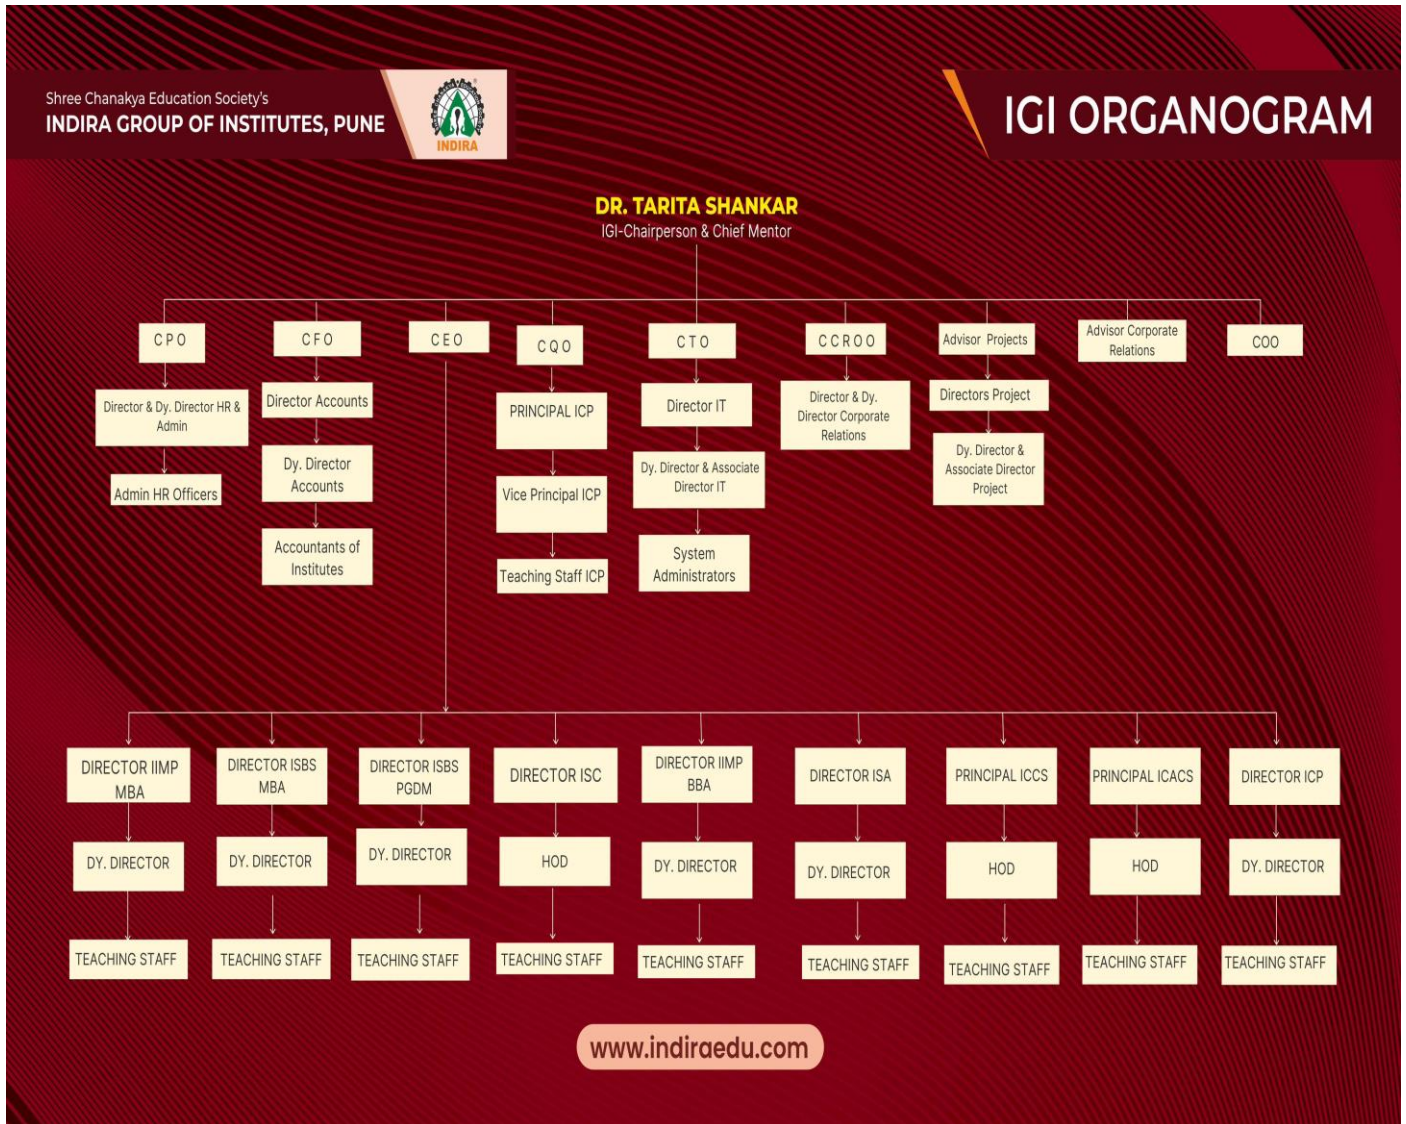 Shree Chanakya Education Society's
INDIRA GROUP OF INSTITUTES, PUNE
INDIRA
IGI ORGANOGRAM
DR. TARITA SHANKAR
IGI-Chairperson & Chief Mentor
C P O
C F O
C E O
C Q O
C T O
C C R O O
Advisor Projects
Advisor Corporate
Relations
COO
Director & Dy. Director HR &
Admin
Admin HR Officers
Director Accounts
Dy. Director
Accounts
Accountants of
Institutes
PRINCIPAL ICP
Vice Principal ICP
Teaching Staff ICP
Director IT
Dy. Director & Associate
Director IT
System
Administrators
Director & Dy.
Director Corporate
Relations
Directors Project
Dy. Director &
Associate Director
Project
DIRECTOR IIMP
MBA
DIRECTOR ISBS
MBA
DIRECTOR ISBS
PGDM
DIRECTOR ISC
DIRECTOR IIMP
BBA
DIRECTOR ISA
PRINCIPAL ICCS
PRINCIPAL ICACS
DIRECTOR ICP
DY. DIRECTOR
DY. DIRECTOR
DY. DIRECTOR
HOD
DY. DIRECTOR
DY. DIRECTOR
HOD
HOD
DY. DIRECTOR
TEACHING STAFF
TEACHING STAFF
TEACHING STAFF
TEACHING STAFF
TEACHING STAFF
TEACHING STAFF
TEACHING STAFF
TEACHING STAFF
TEACHING STAFF
www.indiraedu.com